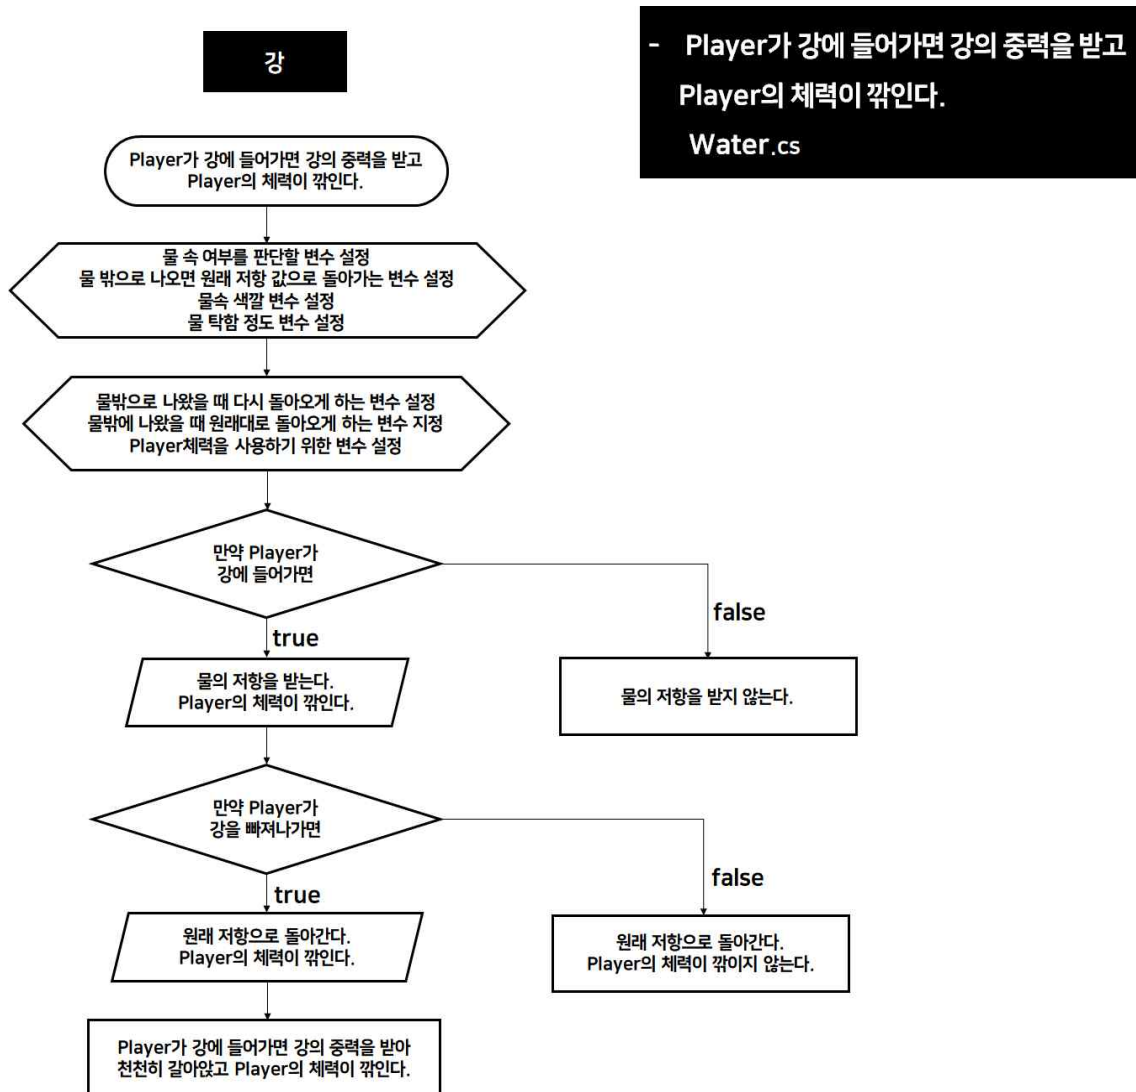 강
- Player가 강에 들어가면 강의 중력을 받고
Player의 체력이 깎인다.
Water.cs
Player가 강에 들어가면 강의 중력을 받고
Player의 체력이 깎인다.
물 속 여부를 판단할 변수 설정
물 밖으로 나오면 원래 저항 값으로 돌아가는 변수 설정
물속 색깔 변수 설정
물 탁함 정도 변수 설정
물밖으로 나왔을 때 다시 돌아오게 하는 변수 설정
물밖에 나왔을 때 원래대로 돌아오게 하는 변수 지정
Player체력을 사용하기 위한 변수 설정
만약 Player가
강에 들어가면
false
true
물의 저항을 받는다.
Player의 체력이 깎인다.
물의 저항을 받지 않는다.
만약 Player가
강을 빠져나가면
false
true
원래 저항으로 돌아간다.
Player의 체력이 깎인다.
원래 저항으로 돌아간다.
Player의 체력이 깎이지 않는다.
Player가 강에 들어가면 강의 중력을 받아
천천히 갈아앉고 Player의 체력이 깎인다.